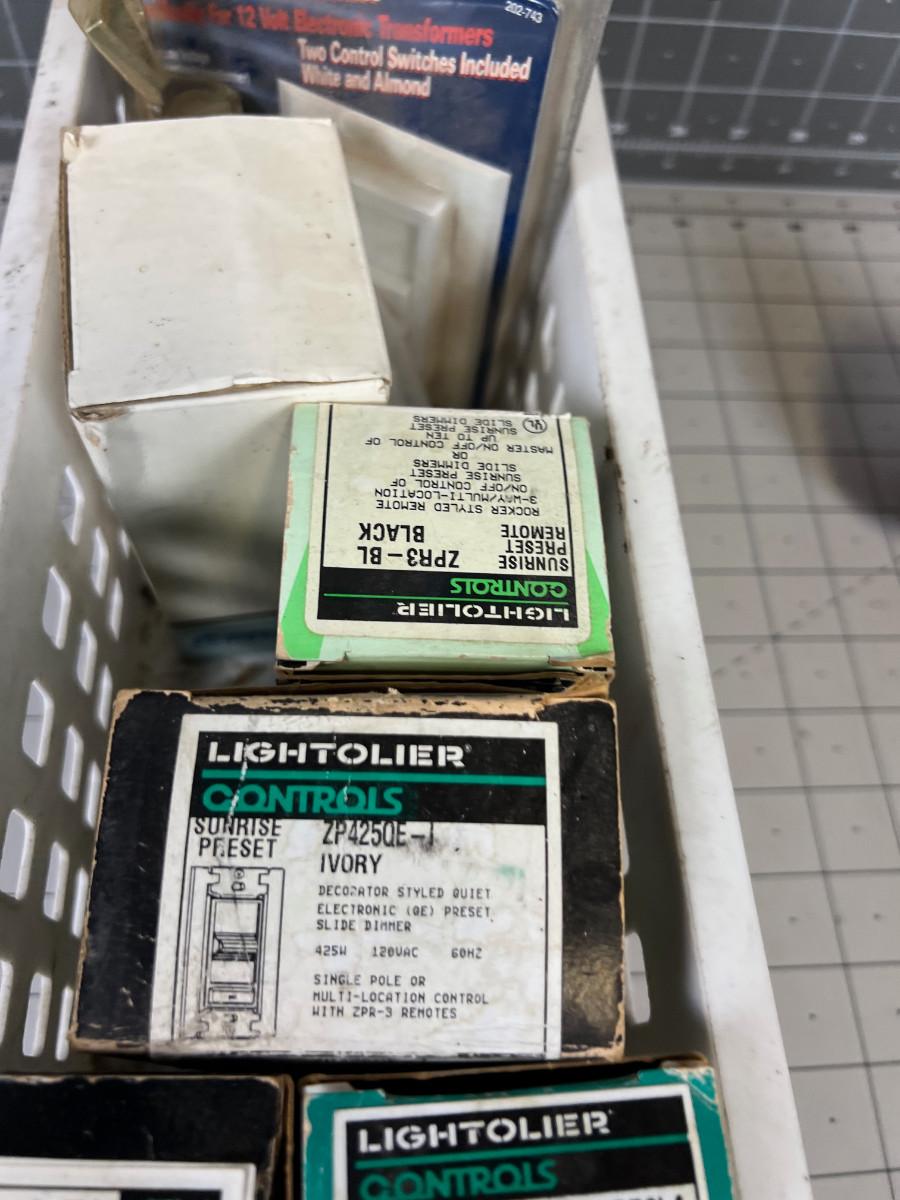 202-743
for 12 Volt Electronic Transformers
Two Control Switches Included
White and Almond
LIGHTOLIER
CONTROLS
SUNRISE PRESET REMOTE
ZPR3-BL
BLACK
ROCKER STYLED REMOTE
3-WAY/MULTI-LOCATION
ON/OFF CONTROL OF
SUNRISE PRESET
SLIDE DIMMERS
OR
MASTER ON/OFF CONTROL OF
UP TO TEN
SUNRISE PRESET
SLIDE DIMMERS
UL
LIGHTOLIER®
CONTROLS
SUNRISE PRESET
ZP425QE-I
IVORY
DECORATOR STYLED QUIET
ELECTRONIC (QE) PRESET
SLIDE DIMMER
425W 120VAC 60HZ
SINGLE POLE OR
MULTI-LOCATION CONTROL
WITH ZPR-3 REMOTES
LIGHTOLIER
CONTROLS